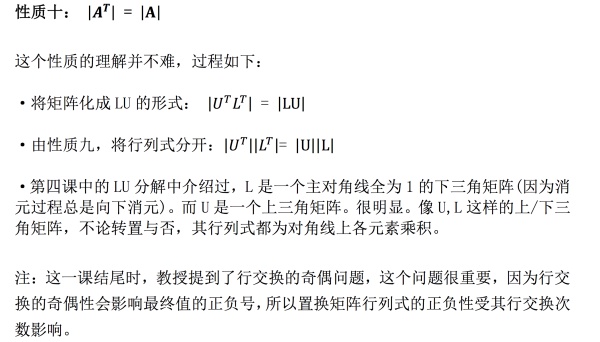 性质十： |Aᵀ| = |A|
这个性质的理解并不难，过程如下：
・将矩阵化成 LU 的形式： |UᵀLᵀ| = |LU|
・由性质九，将行列式分开：|Uᵀ||Lᵀ|= |U||L|
・第四课中的 LU 分解中介绍过，L 是一个主对角线全为 1 的下三角矩阵(因为消
元过程总是向下消元)。而 U 是一个上三角矩阵。很明显。像 U,L 这样的上/下三
角矩阵，不论转置与否，其行列式都为对角线上各元素乘积。
注：这一课结尾时，教授提到了行交换的奇偶问题，这个问题很重要，因为行交
换的奇偶性会影响最终值的正负号，所以置换矩阵行列式的正负性受其行交换次
数影响。